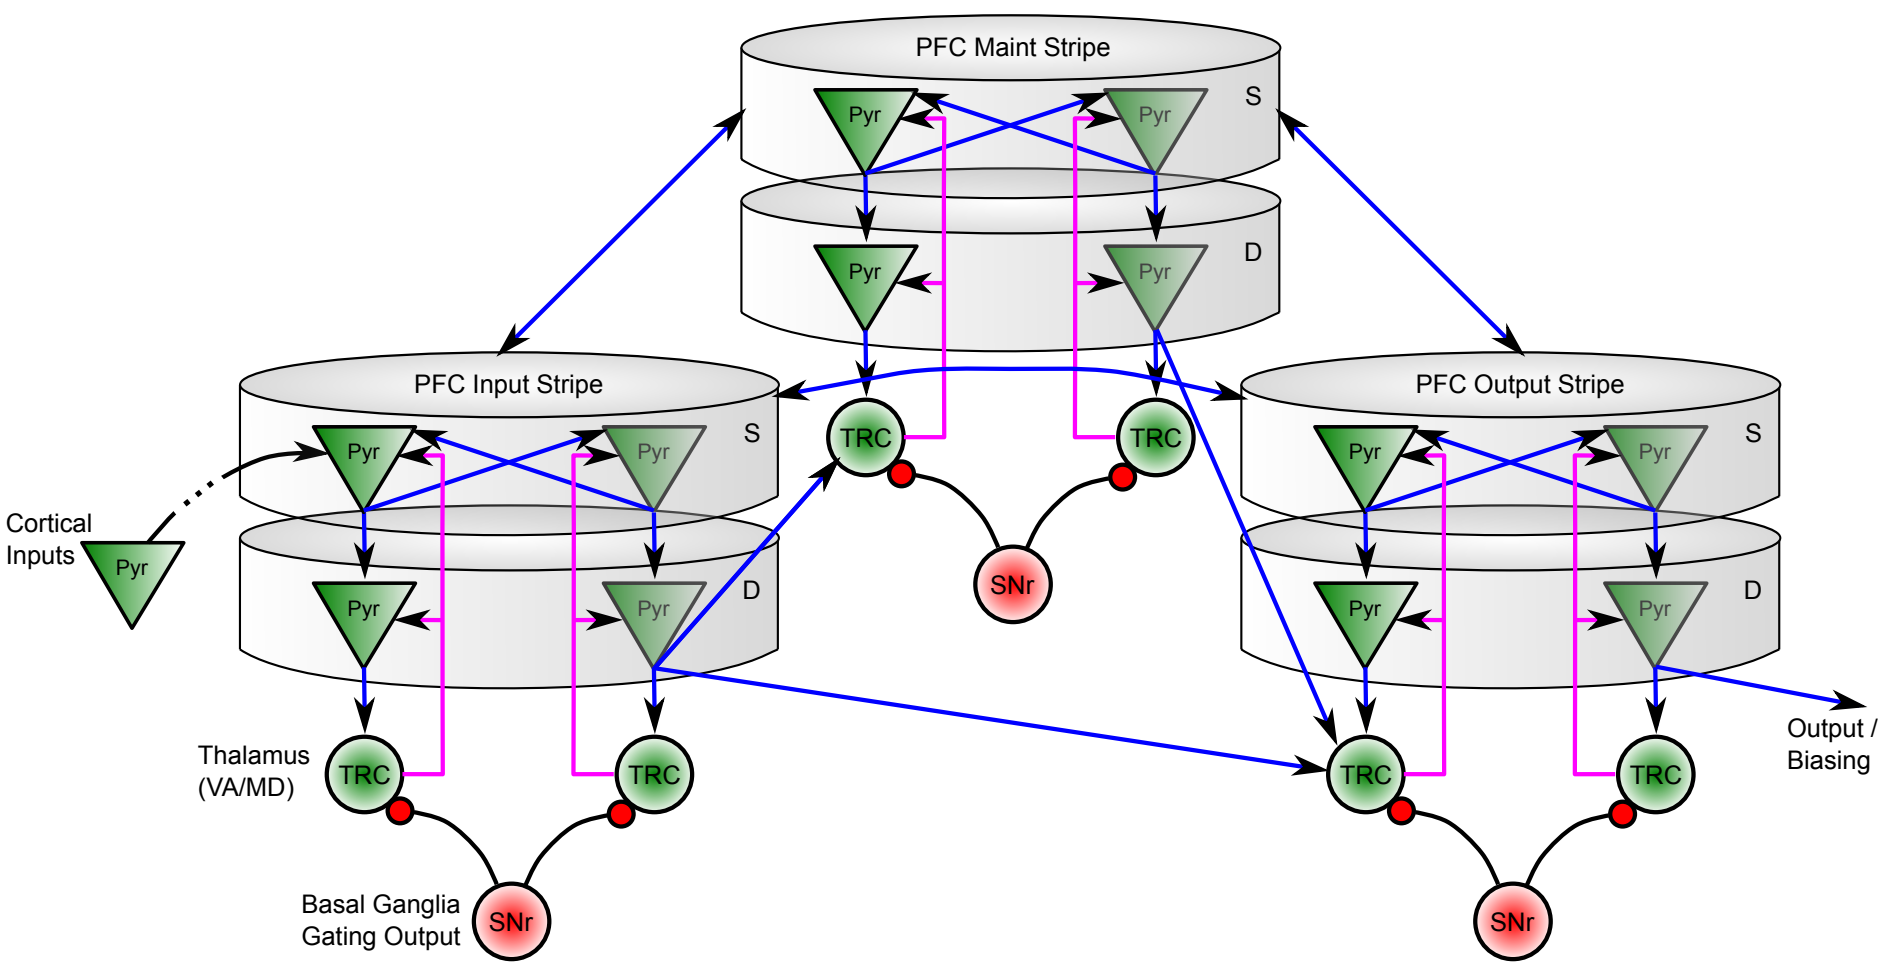 PFC Maint Stripe
Pyr
Pyr
S
Pyr
Pyr
D
TRC
TRC
SNr
PFC Input Stripe
Pyr
Pyr
S
Pyr
Pyr
D
Cortical
Inputs
Pyr
Thalamus
(VA/MD)
TRC
TRC
Basal Ganglia
Gating Output
SNr
PFC Output Stripe
Pyr
Pyr
S
Pyr
Pyr
D
TRC
TRC
Output /
Biasing
SNr